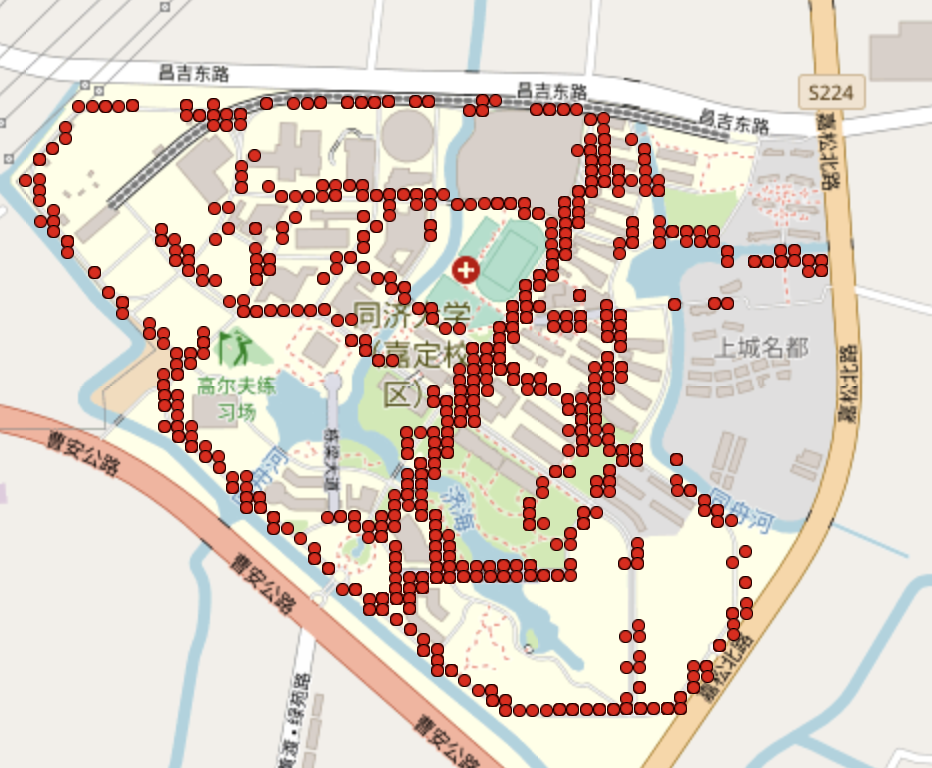 昌吉东路
昌吉东路
昌吉东路
S224
嘉松北路
同济大学
（嘉定校
区）
上城名都
高尔夫练
习场
嘉松北路
曹安公路
同舟河
济海
同舟河
曹安公路
嘉松北路
曹安公路